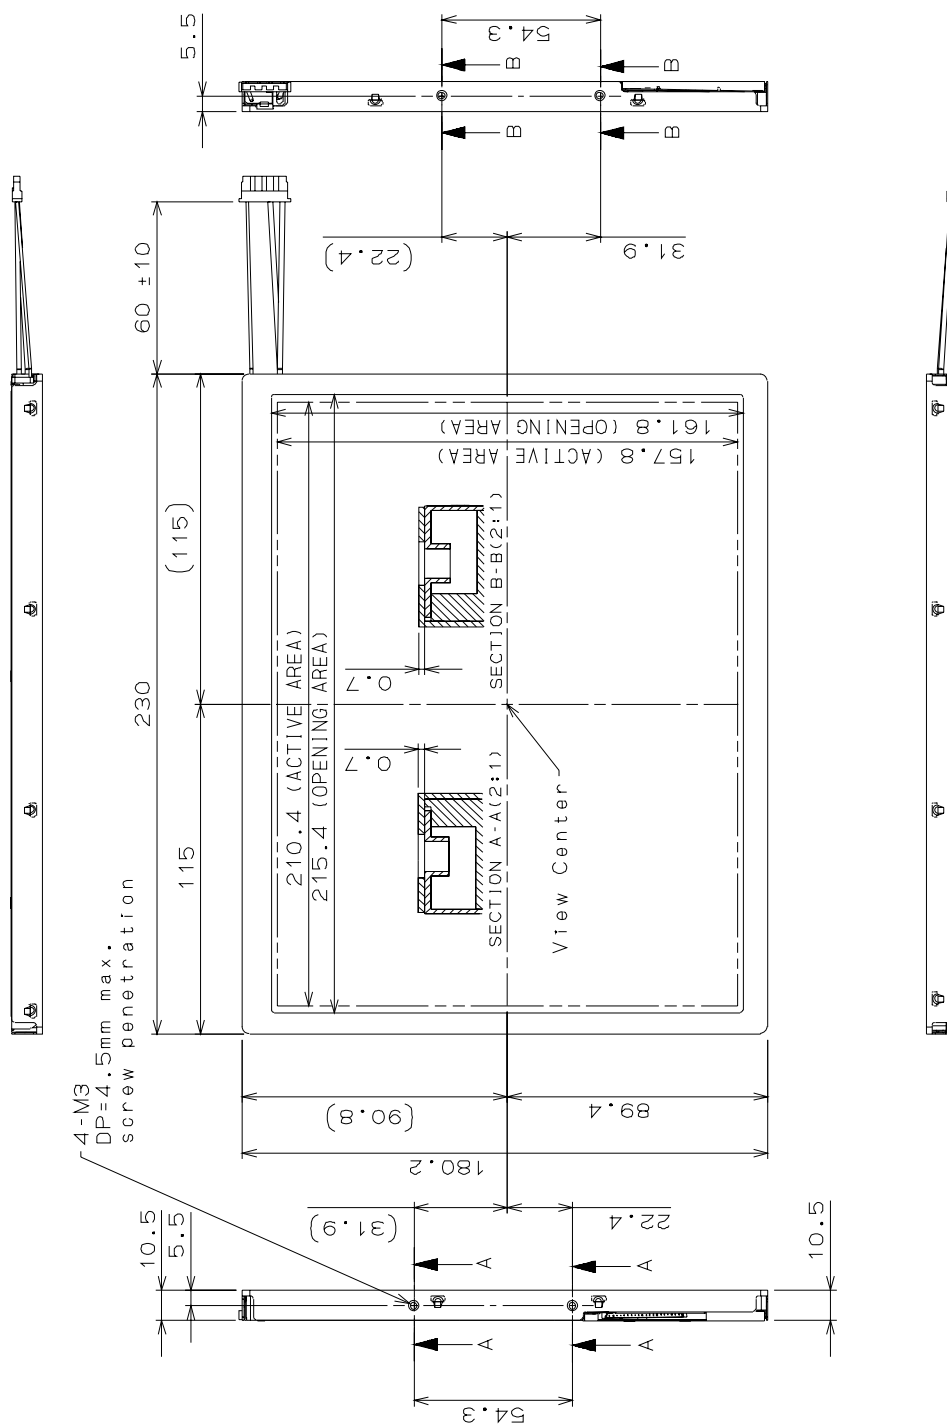 5.5
54.3
B
B
B
B
60 ±10
(22.4)
31.9
161.8 (OPENING AREA)
157.8 (ACTIVE AREA)
(115)
230
SECTION B-B(2:1)
0.7
210.4 (ACTIVE AREA)
215.4 (OPENING AREA)
0.7
SECTION A-A(2:1)
View Center
115
4-M3
DP=4.5mm max.
screw penetration
(90.8)
89.4
180.2
(31.9)
22.4
10.5
5.5
10.5
A
A
A
A
54.3